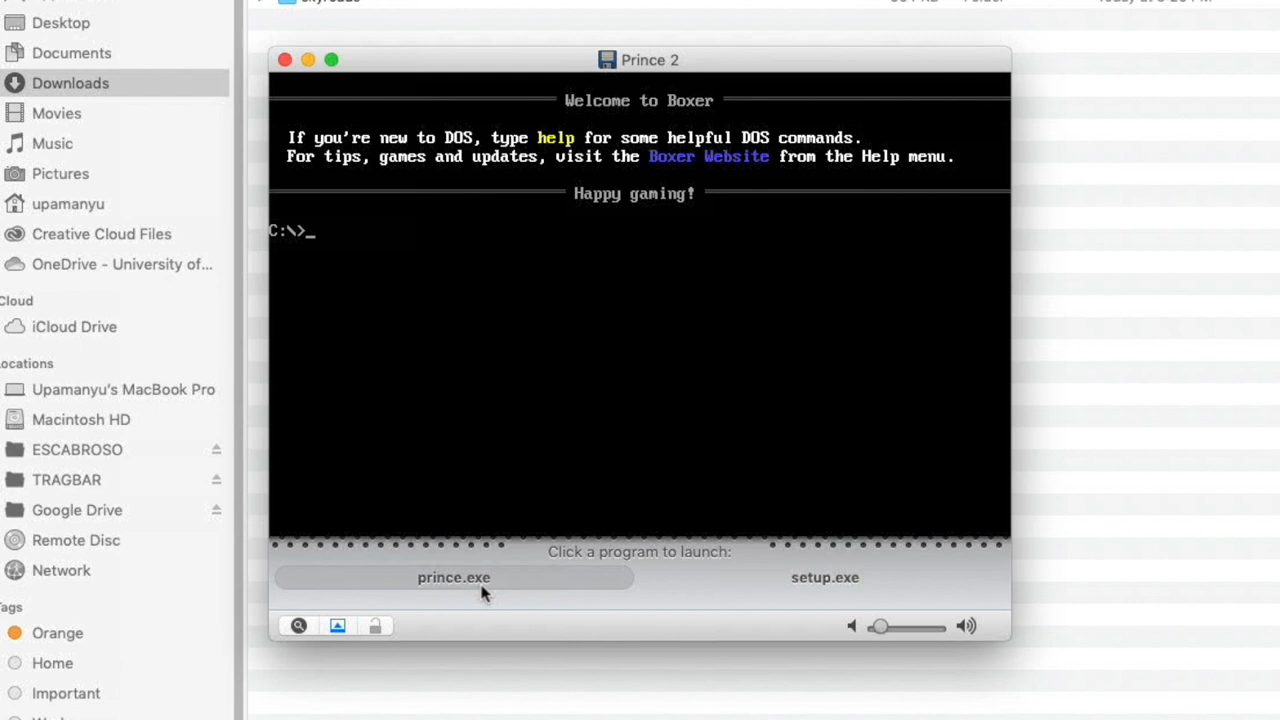 Desktop
Documents
Downloads
Movies
Music
Pictures
upamanyu
Creative Cloud Files
OneDrive - University of...
Cloud
iCloud Drive
ocations
Upamanyu's MacBook Pro
Macintosh HD
ESCABROSO
TRAGBAR
Google Drive
Remote Disc
Network
ags
Orange
Home
Important
Prince 2
Welcome to Boxer
If you're new to DOS, type help for some helpful DOS commands.
For tips, games and updates, visit the Boxer Website from the Help menu.
Happy gaming!
C:\>_
Click a program to launch:
prince.exe setup.exe